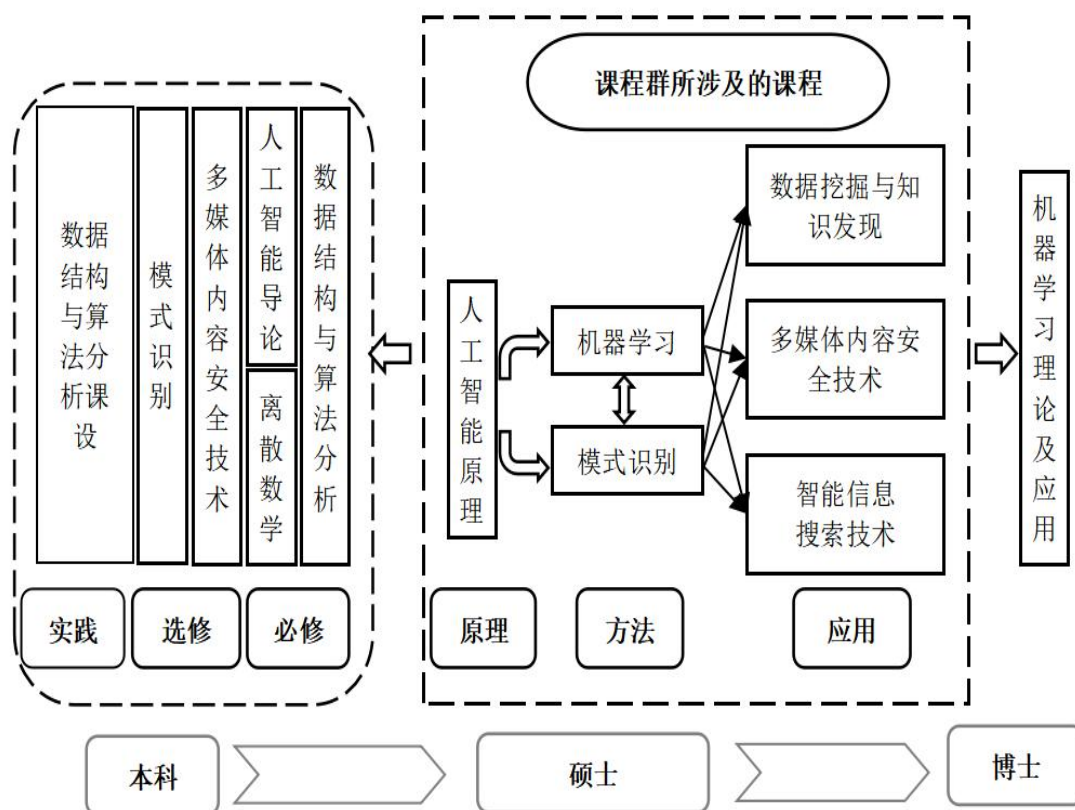 课程群所涉及的课程
数据
结构
与算
法分
析课
设
模式识别
多媒体内容安全技术
人工智能导论
离散数学
数据结构与算法分析
实践
选修
必修
人工智能原理
机器学习
模式识别
数据挖掘与知
识发现
多媒体内容安
全技术
智能信息
搜索技术
原理
方法
应用
机器学习理论及应用
本科
硕士
博士